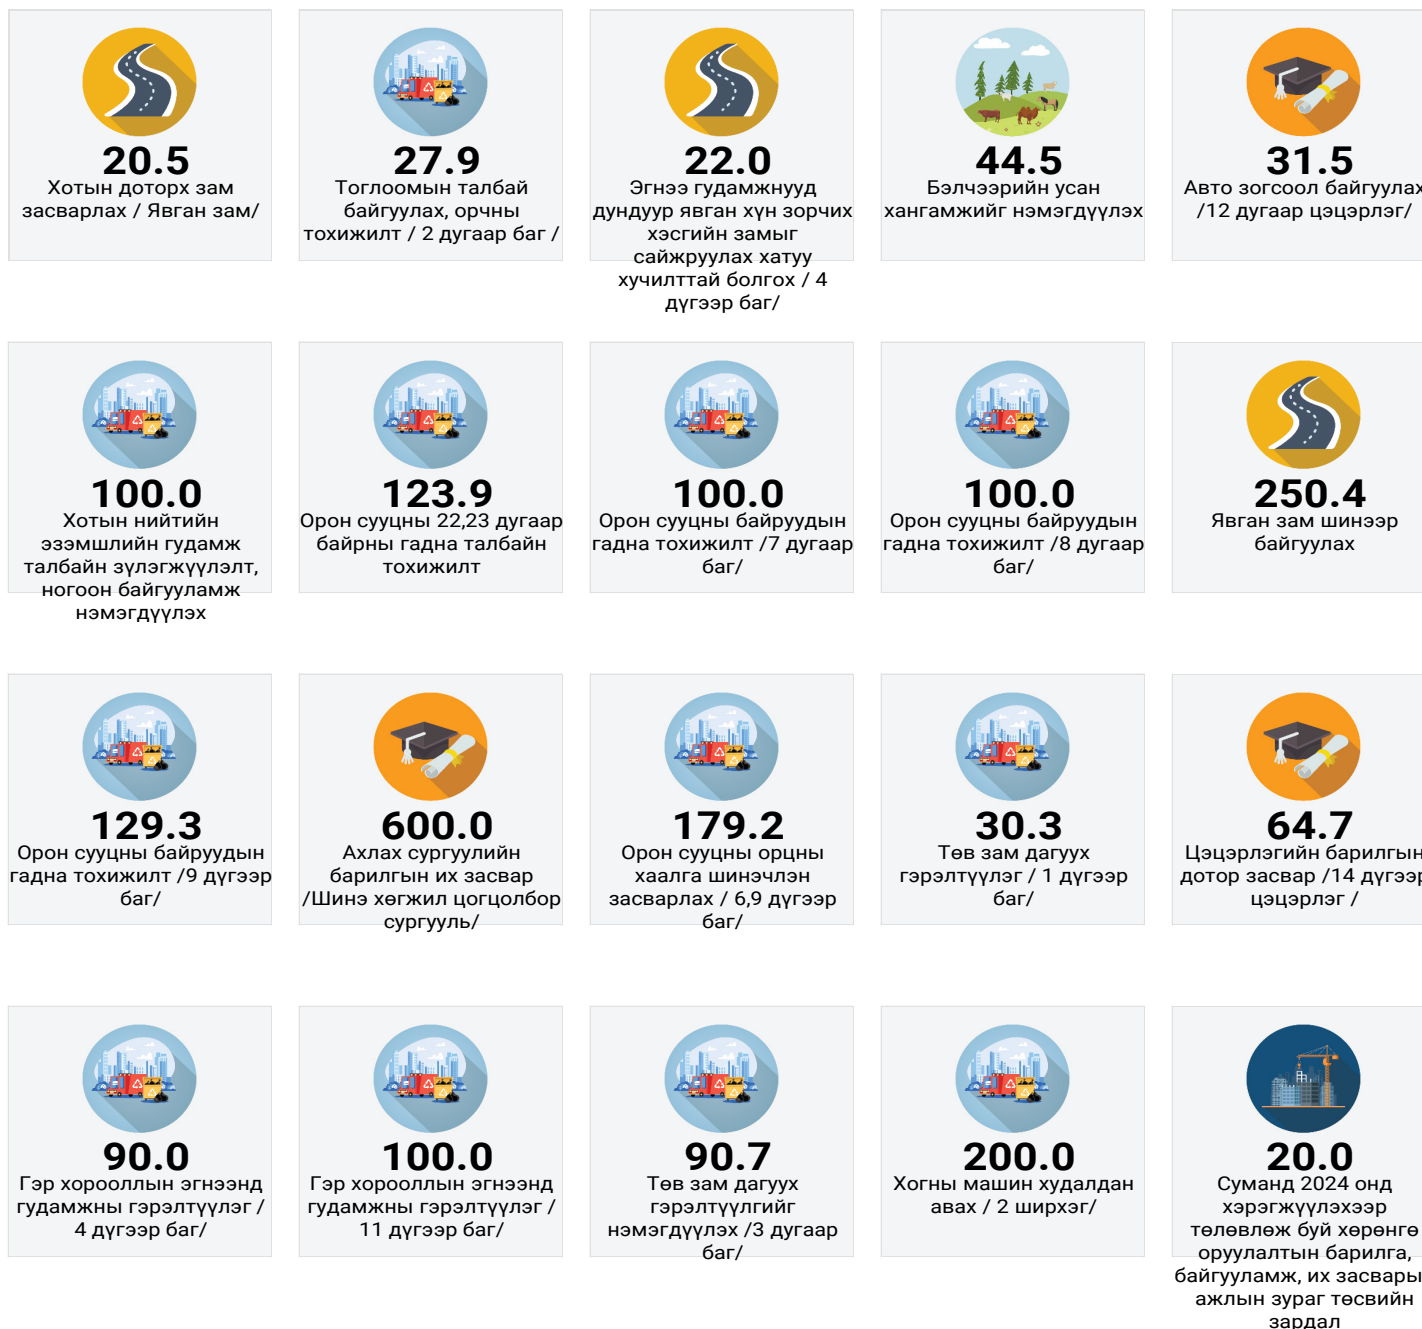 20.5
Хотын доторх зам
засварлах / Явган зам/
27.9
Тоглоомын талбай
байгуулах, орчны
тохижилт / 2 дугаар баг /
22.0
Эгнээ гудамжнууд
дундуур явган хүн зорчих
хэсгийн замыг
сайжруулах хатуу
хучилттай болгох / 4
дүгээр баг/
44.5
Бэлчээрийн усан
хангамжийг нэмэгдүүлэх
31.5
Авто зогсоол байгуулах
/12 дугаар цэцэрлэг/
100.0
Хотын нийтийн
эзэмшлийн гудамж
талбайн зүлэгжүүлэлт,
ногоон байгууламж
нэмэгдүүлэх
123.9
Орон сууцны 22,23 дугаар
байрны гадна талбайн
тохижилт
100.0
Орон сууцны байруудын
гадна тохижилт /7 дугаар
баг/
100.0
Орон сууцны байруудын
гадна тохижилт /8 дугаар
баг/
250.4
Явган зам шинээр
байгуулах
129.3
Орон сууцны байруудын
гадна тохижилт /9 дүгээр
баг/
600.0
Ахлах сургуулийн
барилгын их засвар
/Шинэ хөгжил цогцолбор
сургууль/
179.2
Орон сууцны орцны
хаалга шинэчлэн
засварлах / 6,9 дүгээр
баг/
30.3
Төв зам дагуух
гэрэлтүүлэг / 1 дүгээр
баг/
64.7
Цэцэрлэгийн барилгын
дотор засвар /14 дүгээр
цэцэрлэг /
90.0
Гэр хорооллын эгнээнд
гудамжны гэрэлтүүлэг /
4 дүгээр баг/
100.0
Гэр хорооллын эгнээнд
гудамжны гэрэлтүүлэг /
11 дүгээр баг/
90.7
Төв зам дагуух
гэрэлтүүлгийг
нэмэгдүүлэх /3 дугаар
баг/
200.0
Хогны машин худалдан
авах / 2 ширхэг/
20.0
Суманд 2024 онд
хэрэгжүүлэхээр
төлөвлөж буй хөрөнгө
оруулалтын барилга,
байгууламж, их засвары
ажлын зураг төсвийн
зардал